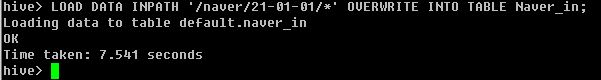 hive> LOAD DATA INPATH '/naver/21-01-01/*' OVERWRITE INTO TABLE Naver_in;
Loading data to table default.naver_in
OK
Time taken: 7.541 seconds
hive>